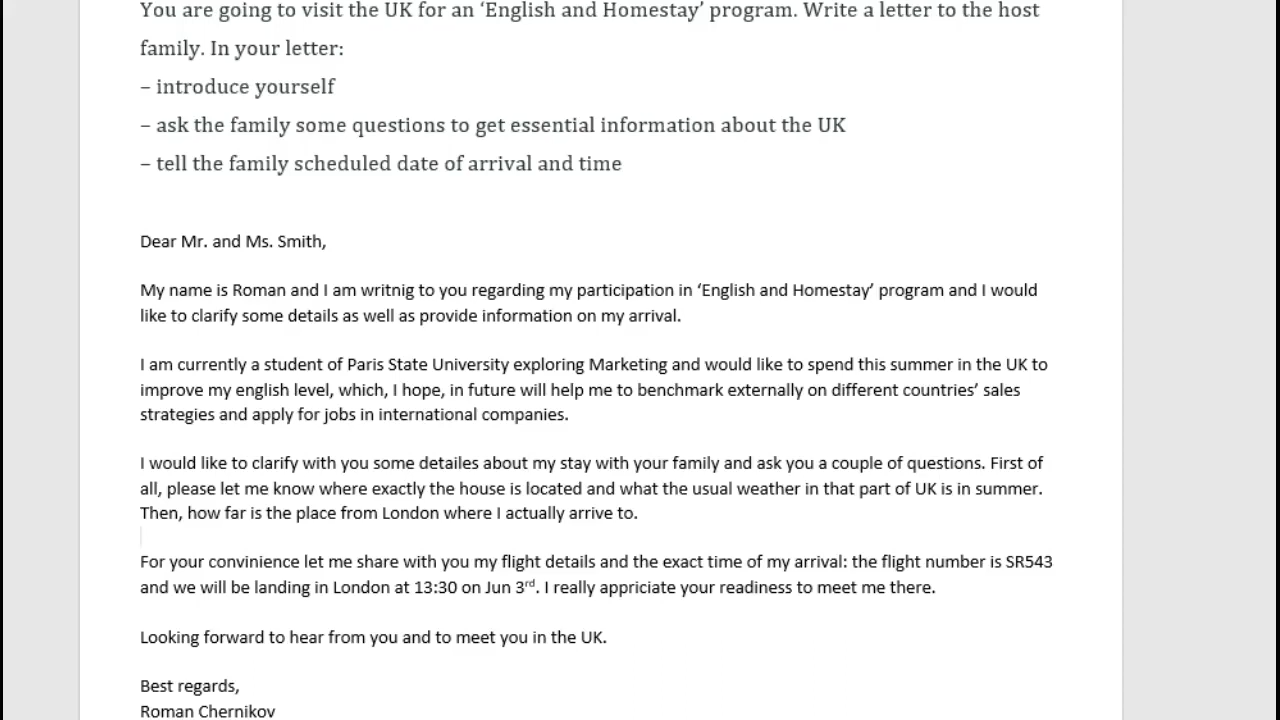 You are going to visit the UK for an ‘English and Homestay’ program. Write a letter to the host
family. In your letter:
– introduce yourself
– ask the family some questions to get essential information about the UK
– tell the family scheduled date of arrival and time
Dear Mr. and Ms. Smith,
My name is Roman and I am writnig to you regarding my participation in ‘English and Homestay’ program and I would
like to clarify some details as well as provide information on my arrival.
I am currently a student of Paris State University exploring Marketing and would like to spend this summer in the UK to
improve my english level, which, I hope, in future will help me to benchmark externally on different countries’ sales
strategies and apply for jobs in international companies.
I would like to clarify with you some detailes about my stay with your family and ask you a couple of questions. First of
all, please let me know where exactly the house is located and what the usual weather in that part of UK is in summer.
Then, how far is the place from London where I actually arrive to.
For your convinience let me share with you my flight details and the exact time of my arrival: the flight number is SR543
and we will be landing in London at 13:30 on Jun 3rd. I really appriciate your readiness to meet me there.
Looking forward to hear from you and to meet you in the UK.
Best regards,
Roman Chernikov